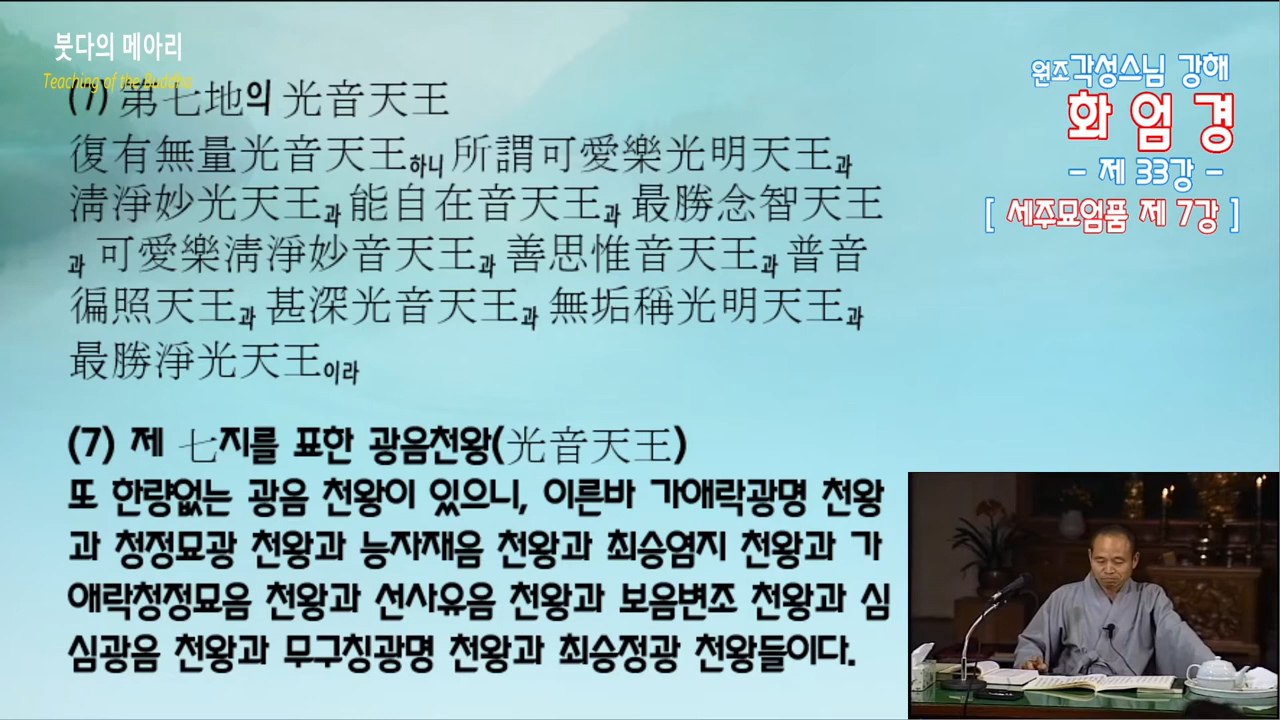 붓다의 메아리
Teaching of the Buddha
(7) 第七地의 光音天王
復有無量光音天王하니 所謂可愛樂光明天王과
淸淨妙光天王과 能自在音天王과 最勝念智天王
과 可愛樂淸淨妙音天王과 善思惟音天王과 普音
徧照天王과 甚深光音天王과 無垢稱光明天王과
最勝淨光天王이라
(7) 제 七지를 표한 광음천왕(光音天王)
또 한량없는 광음 천왕이 있으니, 이른바 가애락광명 천왕
과 청정묘광 천왕과 능자재음 천왕과 최승염지 천왕과 가
애락청정묘음 천왕과 선사유음 천왕과 보음변조 천왕과 심
심광음 천왕과 무구칭광명 천왕과 최승정광 천왕들이다.
원조각성스님 강해
화 엄 경
- 제 33강 -
[ 세주묘엄품 제 7강 ]